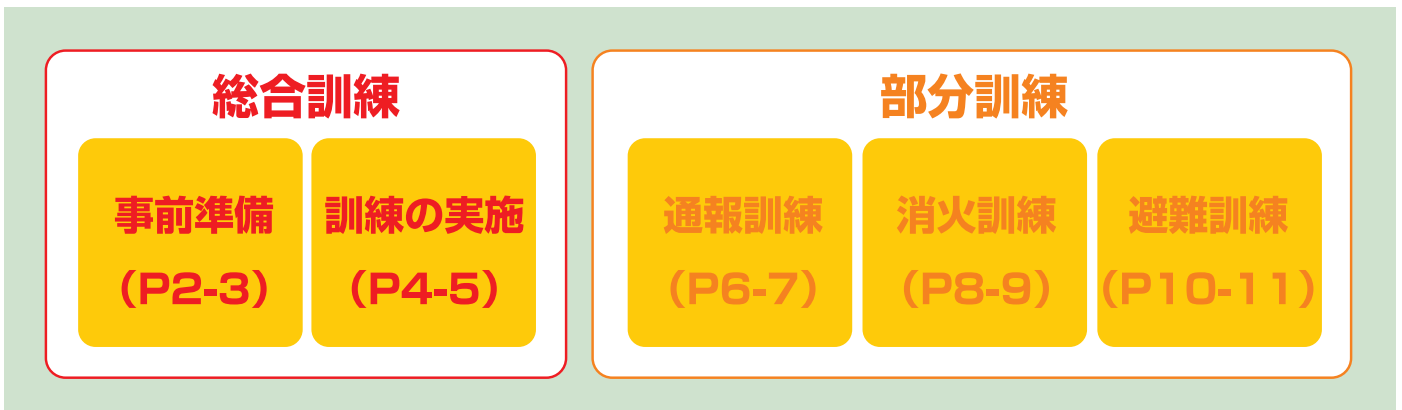 総合訓練
事前準備
(P2-3)
訓練の実施
(P4-5)
部分訓練
通報訓練
(P6-7)
消火訓練
(P8-9)
避難訓練
(P10-11)